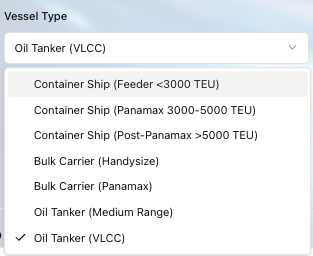 Vessel Type
Oil Tanker (VLCC)
Container Ship (Feeder <3000 TEU)
Container Ship (Panamax 3000-5000 TEU)
Container Ship (Post-Panamax >5000 TEU)
Bulk Carrier (Handysize)
Bulk Carrier (Panamax)
Oil Tanker (Medium Range)
Oil Tanker (VLCC)